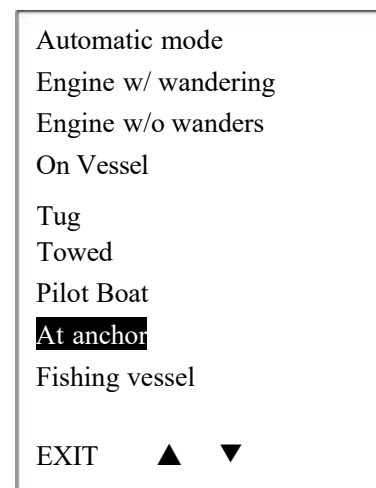 Automatic mode
Engine w/ wandering
Engine w/o wanders
On Vessel
Tug
Towed
Pilot Boat
At anchor
Fishing vessel
EXIT ▲ ▼